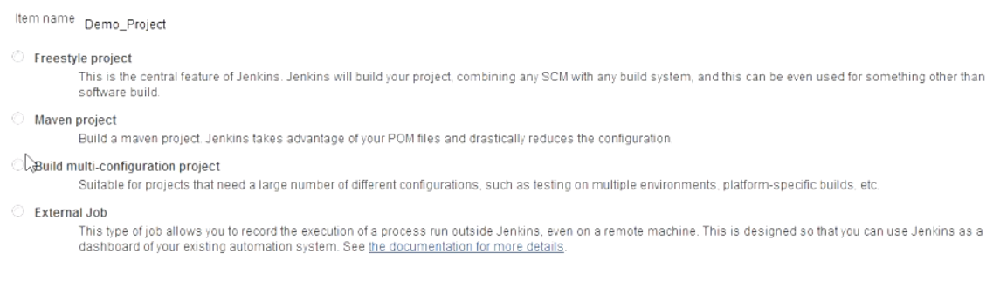 Item name Demo_Project
Freestyle project
This is the central feature of Jenkins. Jenkins will build your project, combining any SCM with any build system, and this can be even used for something other than
software build.
Maven project
Build a maven project. Jenkins takes advantage of your POM files and drastically reduces the configuration.
Build multi-configuration project
Suitable for projects that need a large number of different configurations, such as testing on multiple environments, platform-specific builds, etc.
External Job
This type of job allows you to record the execution of a process run outside Jenkins, even on a remote machine. This is designed so that you can use Jenkins as a
dashboard of your existing automation system. See the documentation for more details.